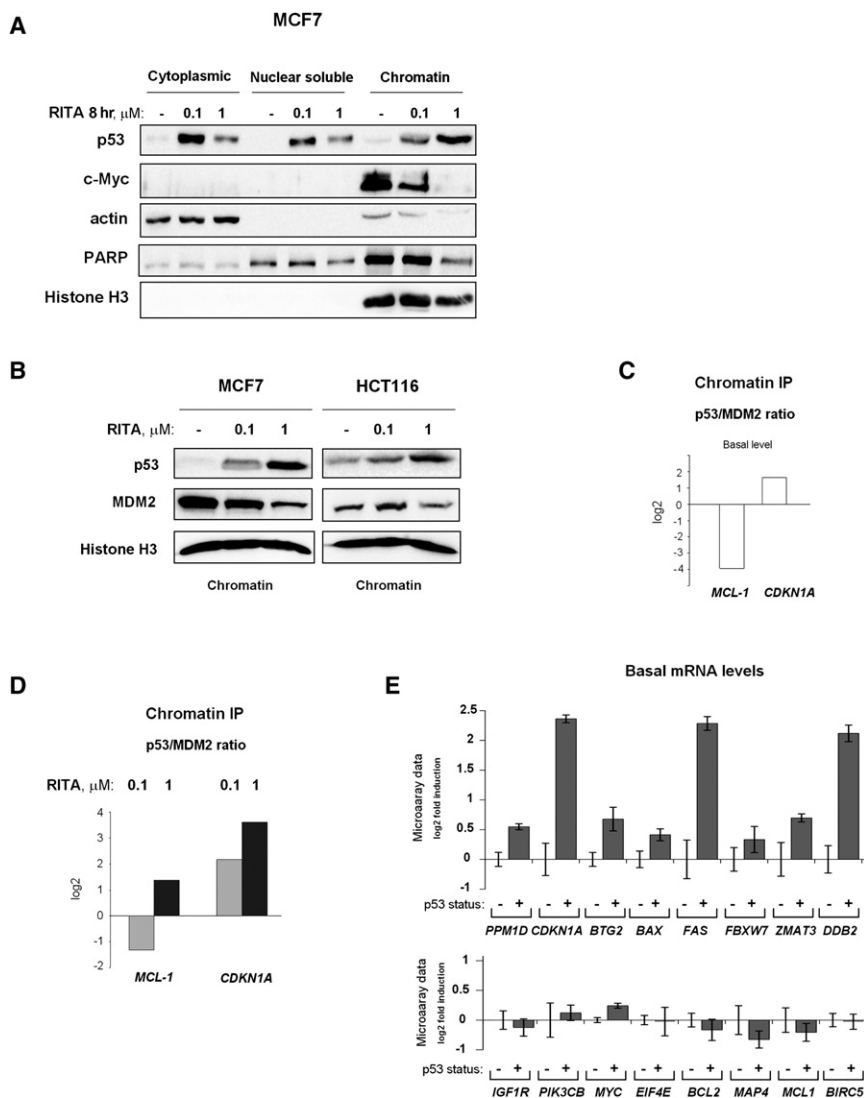 A
MCF7
Cytoplasmic Nuclear soluble Chromatin
RITA 8 hr, μM: - 0.1 1 - 0.1 1 - 0.1 1
p53
c-Myc
actin
PARP
Histone H3
B
MCF7 HCT116
RITA, μM: - 0.1 1 - 0.1 1
p53
MDM2
Histone H3
Chromatin Chromatin
C
Chromatin IP
p53/MDM2 ratio
Basal level
log2
2
1
0
-1
-2
-3
-4
MCL-1 CDKN1A
D
Chromatin IP
p53/MDM2 ratio
RITA, μM: 0.1 1 0.1 1
log2
4
3
2
1
0
-1
-2
MCL-1 CDKN1A
E
Basal mRNA levels
Microaaray data
log2 fold induction
2.5
2
1.5
1
0.5
0
-1
p53 status: - + - + - + - + - + - + - + - +
PPM1D CDKN1A BTG2 BAX FAS FBXW7 ZMAT3 DDB2
Microaaray data
log2 fold induction
1
0.5
0
-1
p53 status: - + - + - + - + - + - + - + - +
IGF1R PIK3CB MYC EIF4E BCL2 MAP4 MCL1 BIRC5